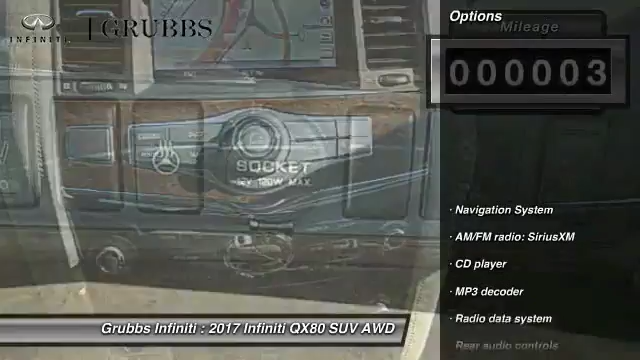 INFINITI
GRUBBS
Options
Mileage
000003
SOCKET
12V 120W MAX.
· Navigation System
· AM/FM radio: SiriusXM
· CD player
· MP3 decoder
· Radio data system
Rear audio controls
Grubbs Infiniti : 2017 Infiniti QX80 SUV AWD